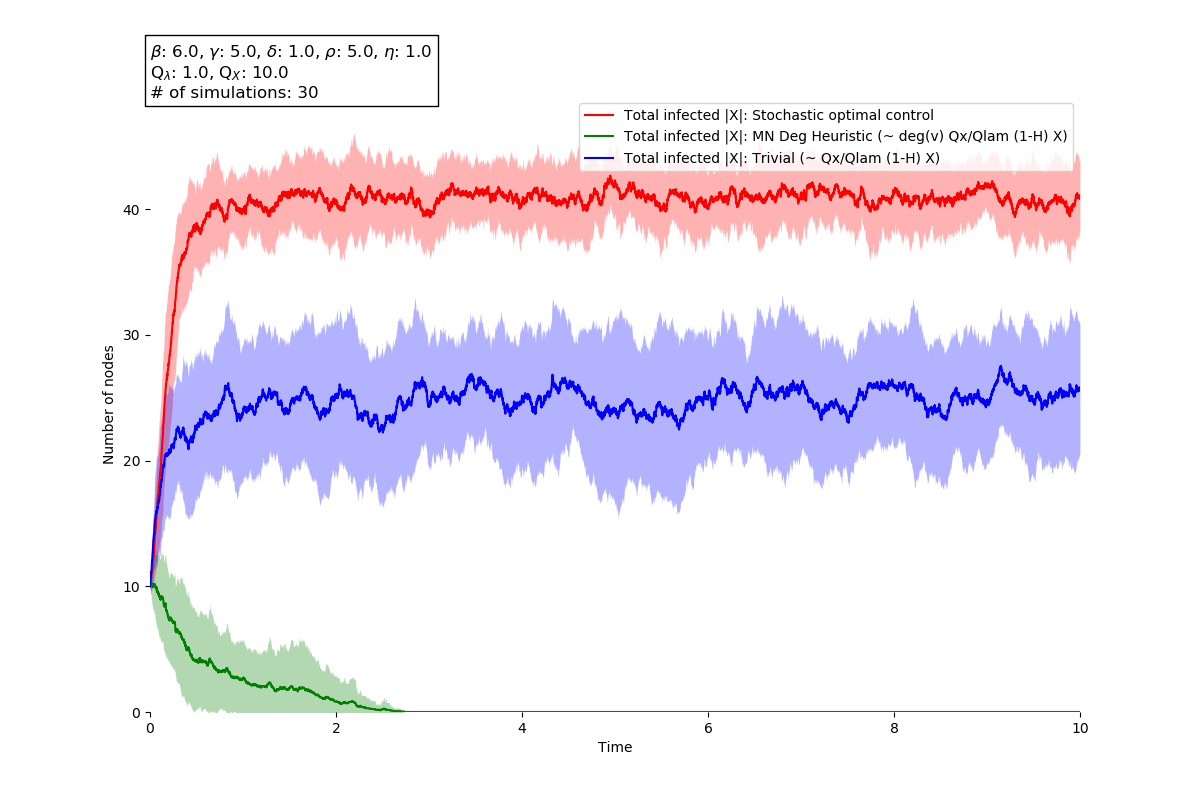 β: 6.0, γ: 5.0, δ: 1.0, ρ: 5.0, η: 1.0
Qλ: 1.0, QX: 10.0
# of simulations: 30
Total infected |X|: Stochastic optimal control
Total infected |X|: MN Deg Heuristic (~ deg(v) Qx/Qlam (1-H) X)
Total infected |X|: Trivial (~ Qx/Qlam (1-H) X)
Number of nodes
40
30
20
10
0
0 2 4 6 8 10
Time